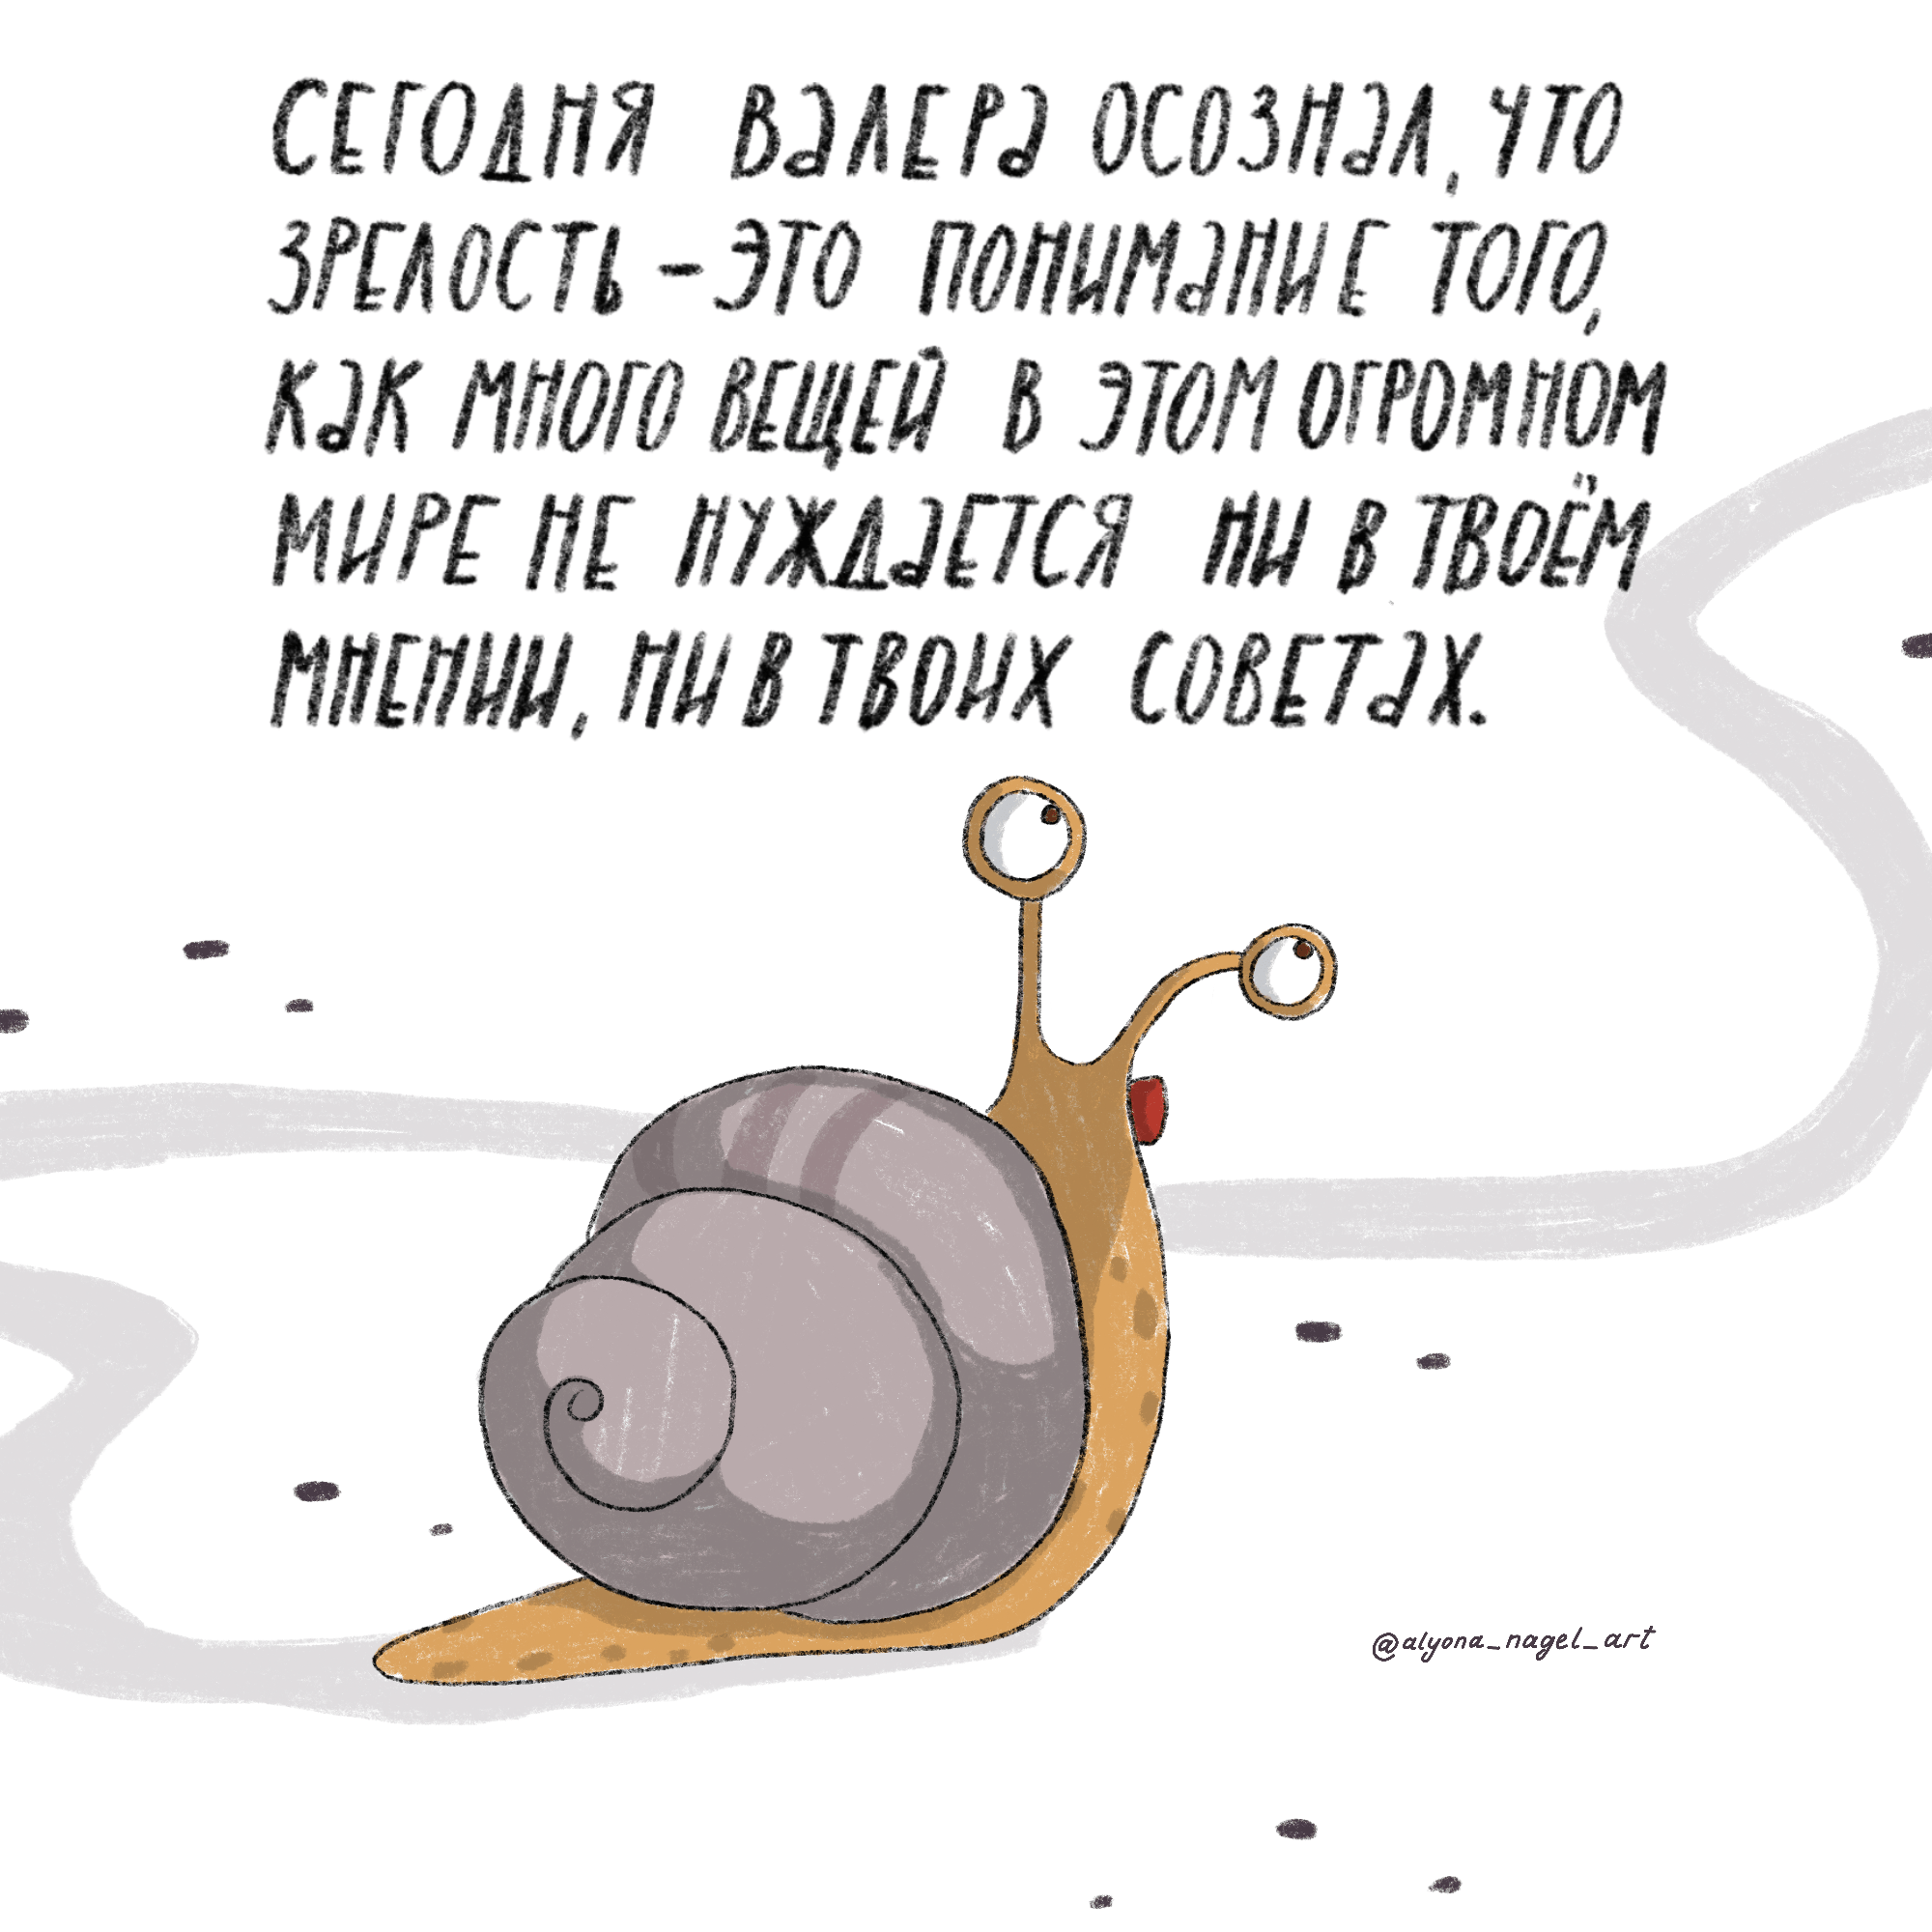 СЕГОДНЯ ВАЛЕРА ОСОЗНАЛ, ЧТО
ЗРЕЛОСТЬ - ЭТО ПОНИМАНИЕ ТОГО,
КАК МНОГО ВЕЩЕЙ В ЭТОМ ОГРОМНОМ
МИРЕ НЕ НУЖДАЕТСЯ НИ В ТВОЁМ
МНЕНИИ, НИ В ТВОИХ СОВЕТАХ.
@alyona_nagel_art